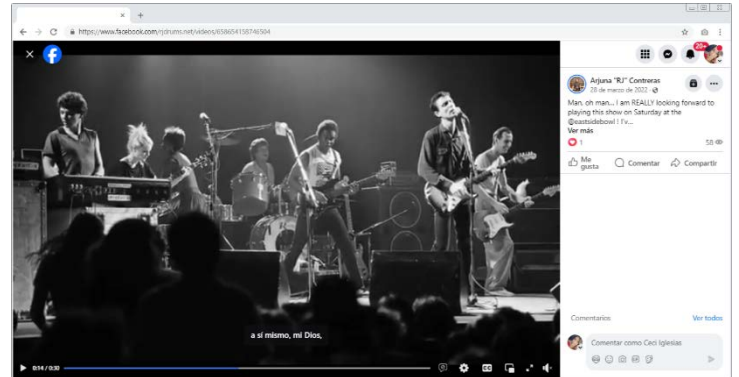 https://www.facebook.com/rjdrums.net/videos/658654158746504
20+
Arjuna "RJ" Contreras
28 de marzo de 2022 ·
Man, oh man... I am REALLY looking forward to
playing this show on Saturday at the
@eastsidebowl ! I'v...
Ver más
1
58
Me gusta
Comentar
Compartir
a sí mismo, mi Dios,
0:14 / 0:30
Comentarios
Ver todos
Comentar como Ceci Iglesias